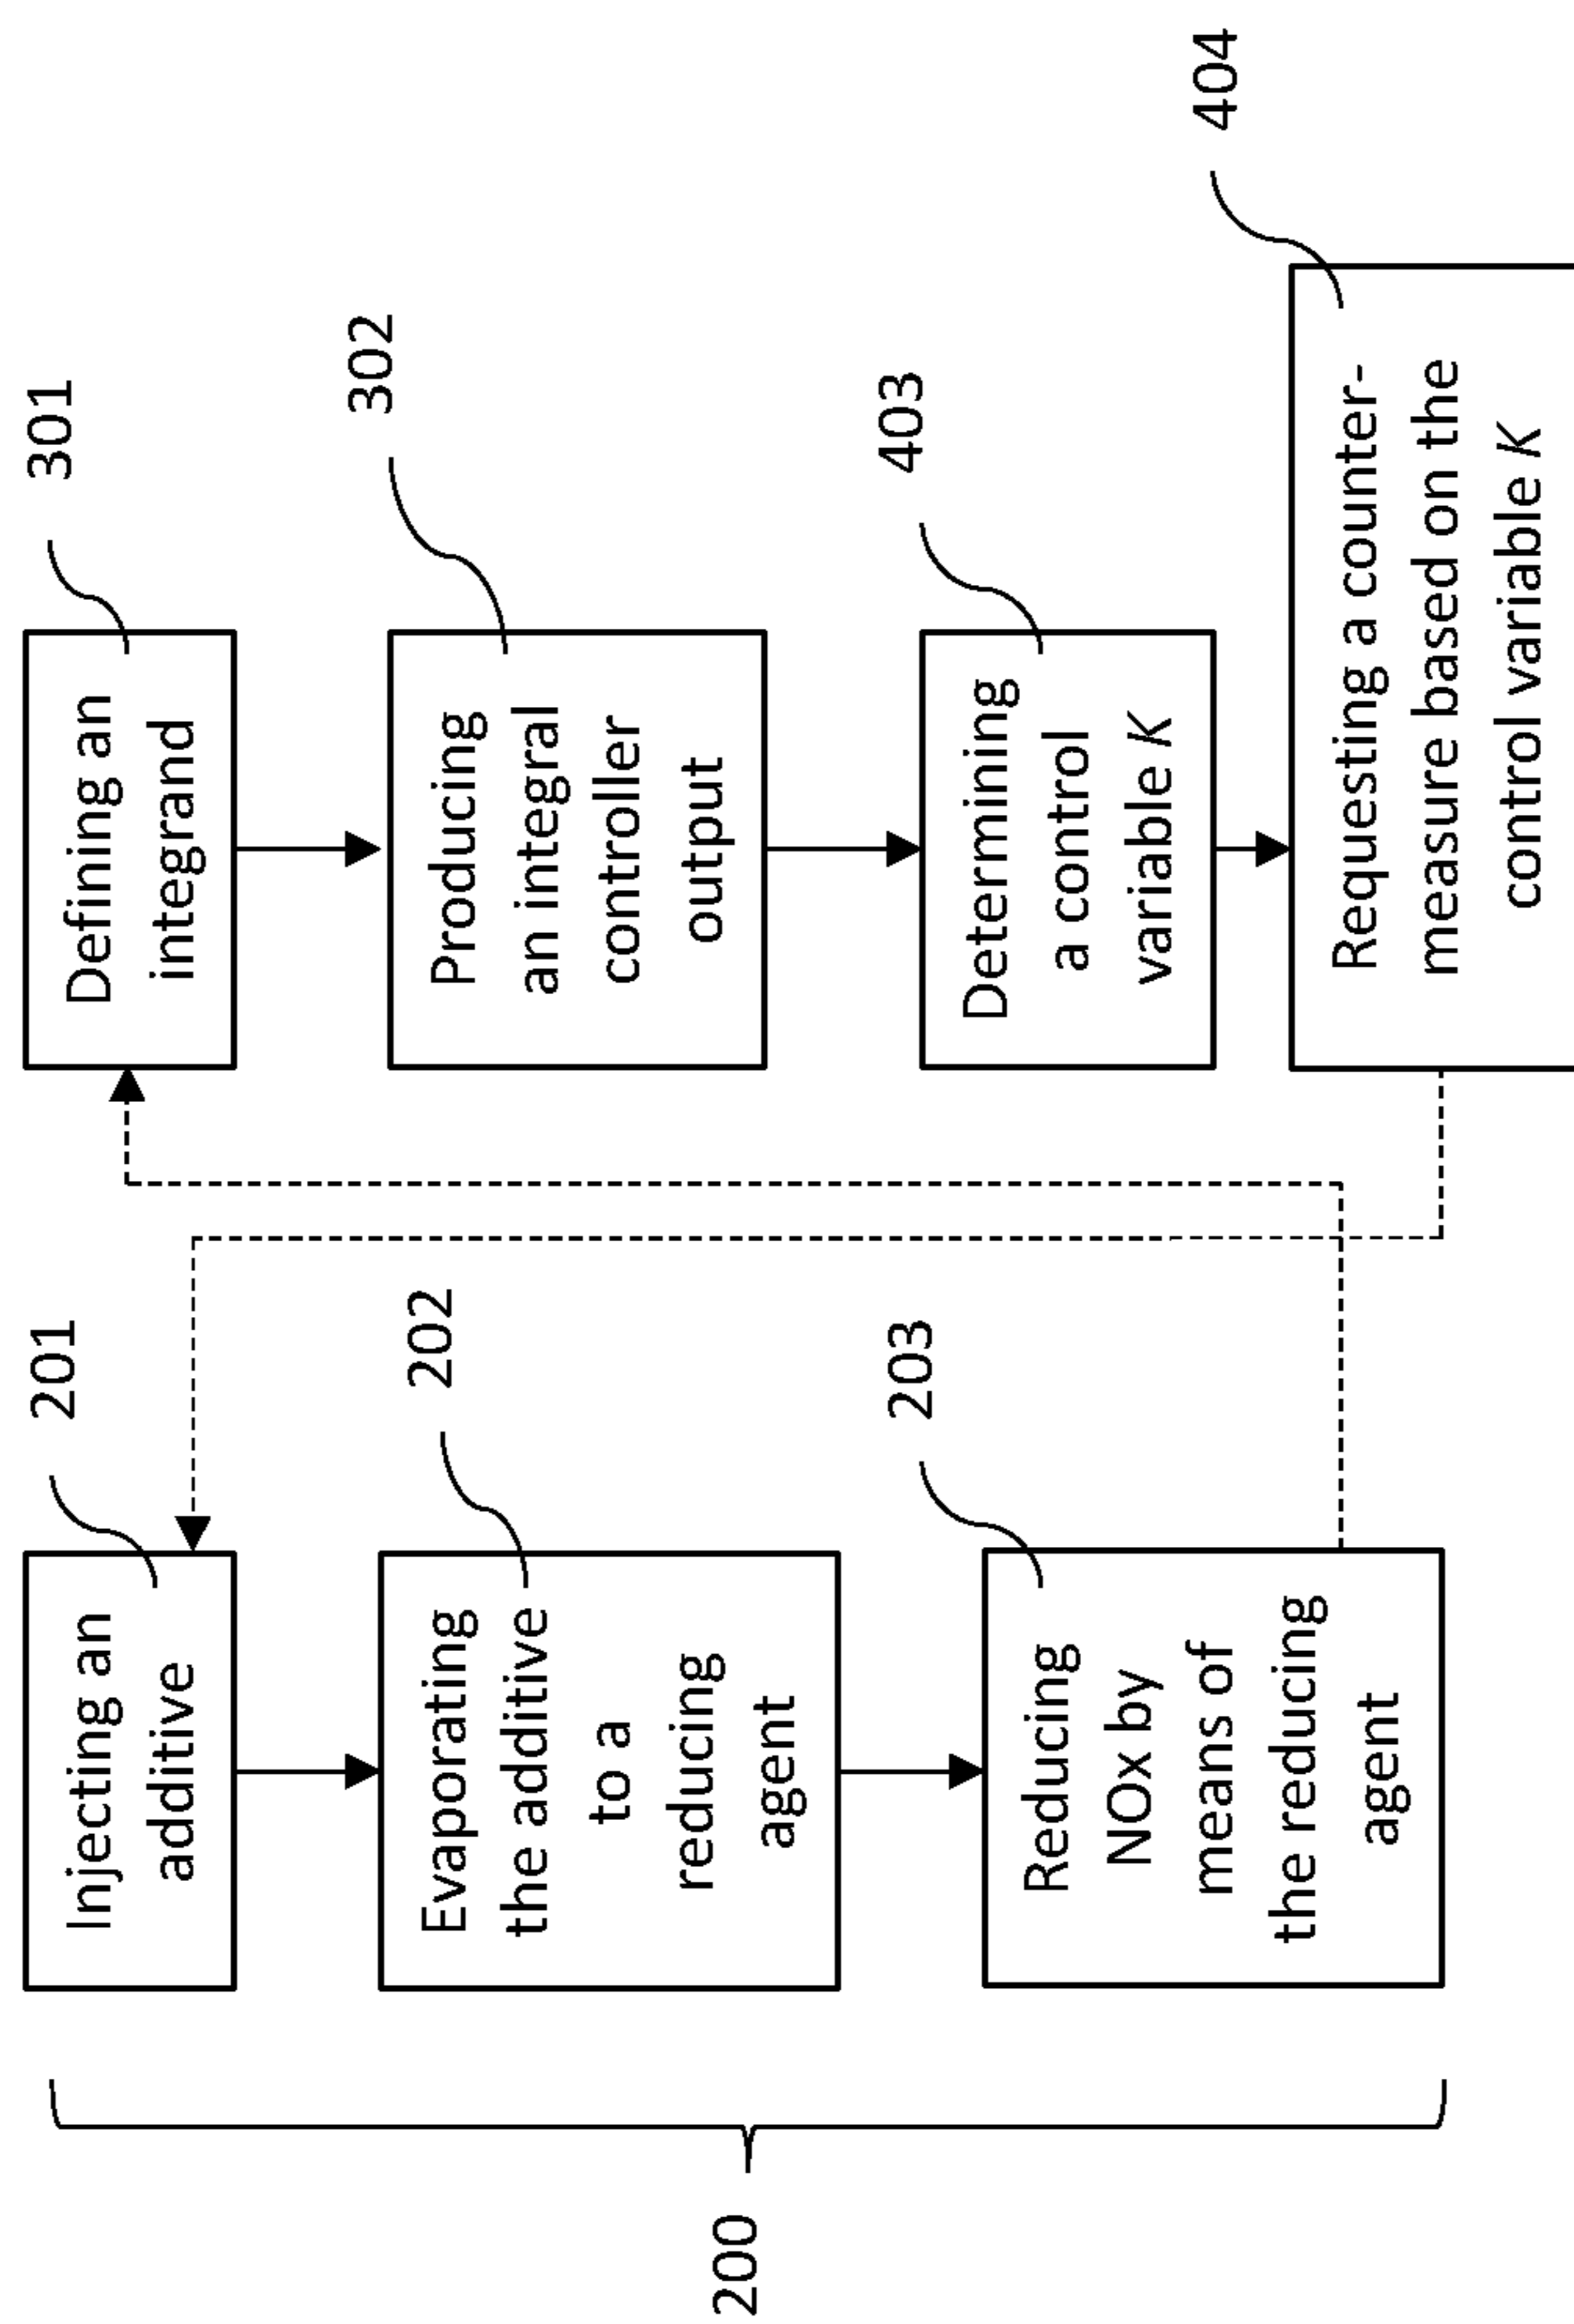 200
201
Injecting an
additive
202
Evaporating
the additive
to a
reducing
agent
203
Reducing
NOx by
means of
the reducing
agent
301
Defining an
integrand
302
Producing
an integral
controller
output
403
Determining
a control
variable K
404
Requesting a counter-
measure based on the
control variable K